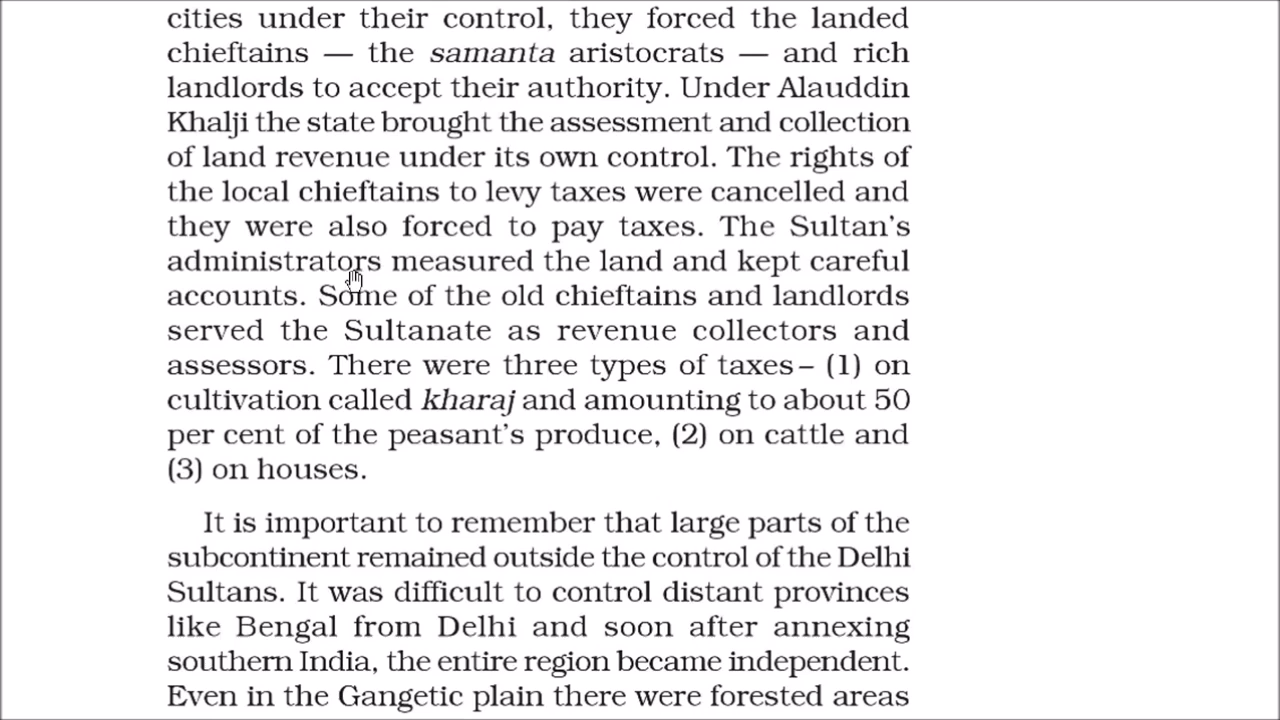 cities under their control, they forced the landed
chieftains — the samanta aristocrats — and rich
landlords to accept their authority. Under Alauddin
Khalji the state brought the assessment and collection
of land revenue under its own control. The rights of
the local chieftains to levy taxes were cancelled and
they were also forced to pay taxes. The Sultan's
administrators measured the land and kept careful
accounts. Some of the old chieftains and landlords
served the Sultanate as revenue collectors and
assessors. There were three types of taxes – (1) on
cultivation called kharaj and amounting to about 50
per cent of the peasant's produce, (2) on cattle and
(3) on houses.
It is important to remember that large parts of the
subcontinent remained outside the control of the Delhi
Sultans. It was difficult to control distant provinces
like Bengal from Delhi and soon after annexing
southern India, the entire region became independent.
Even in the Gangetic plain there were forested areas